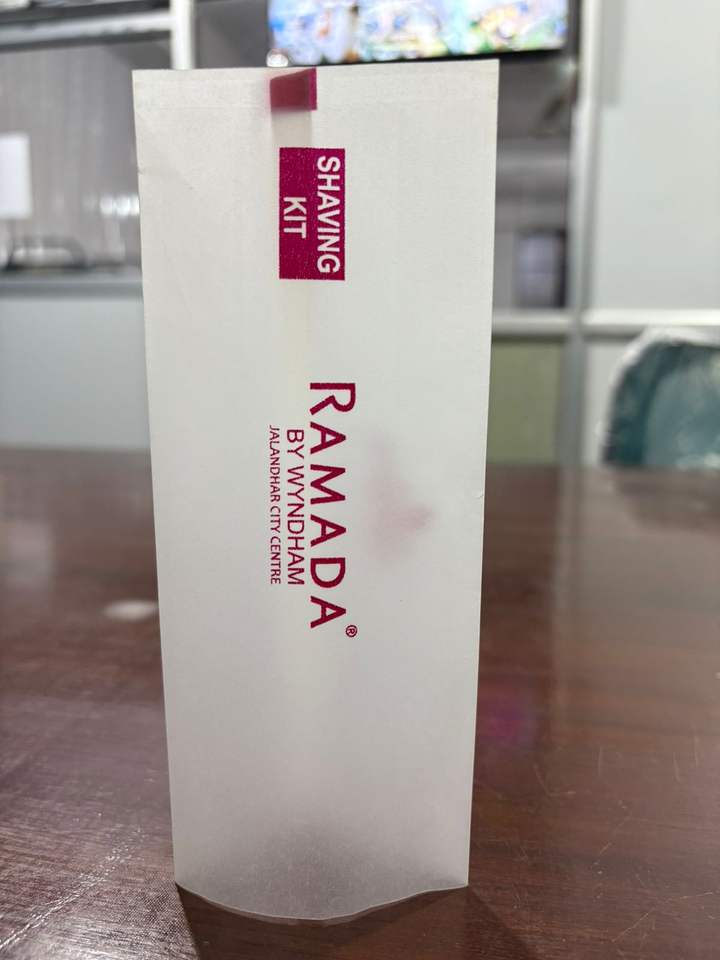 SHAVING
KIT
RAMADA®
BY WYNDHAM
JALANDHAR CITY CENTRE